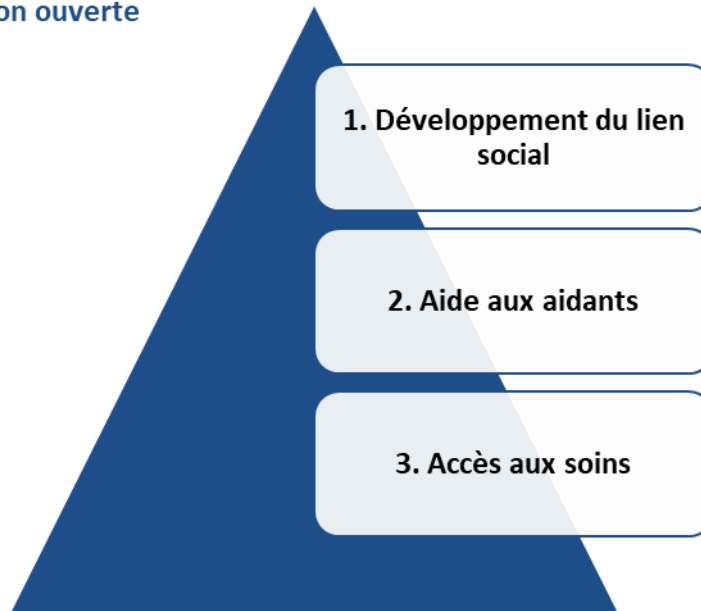 on ouverte
1. Développement du lien
social
2. Aide aux aidants
3. Accès aux soins